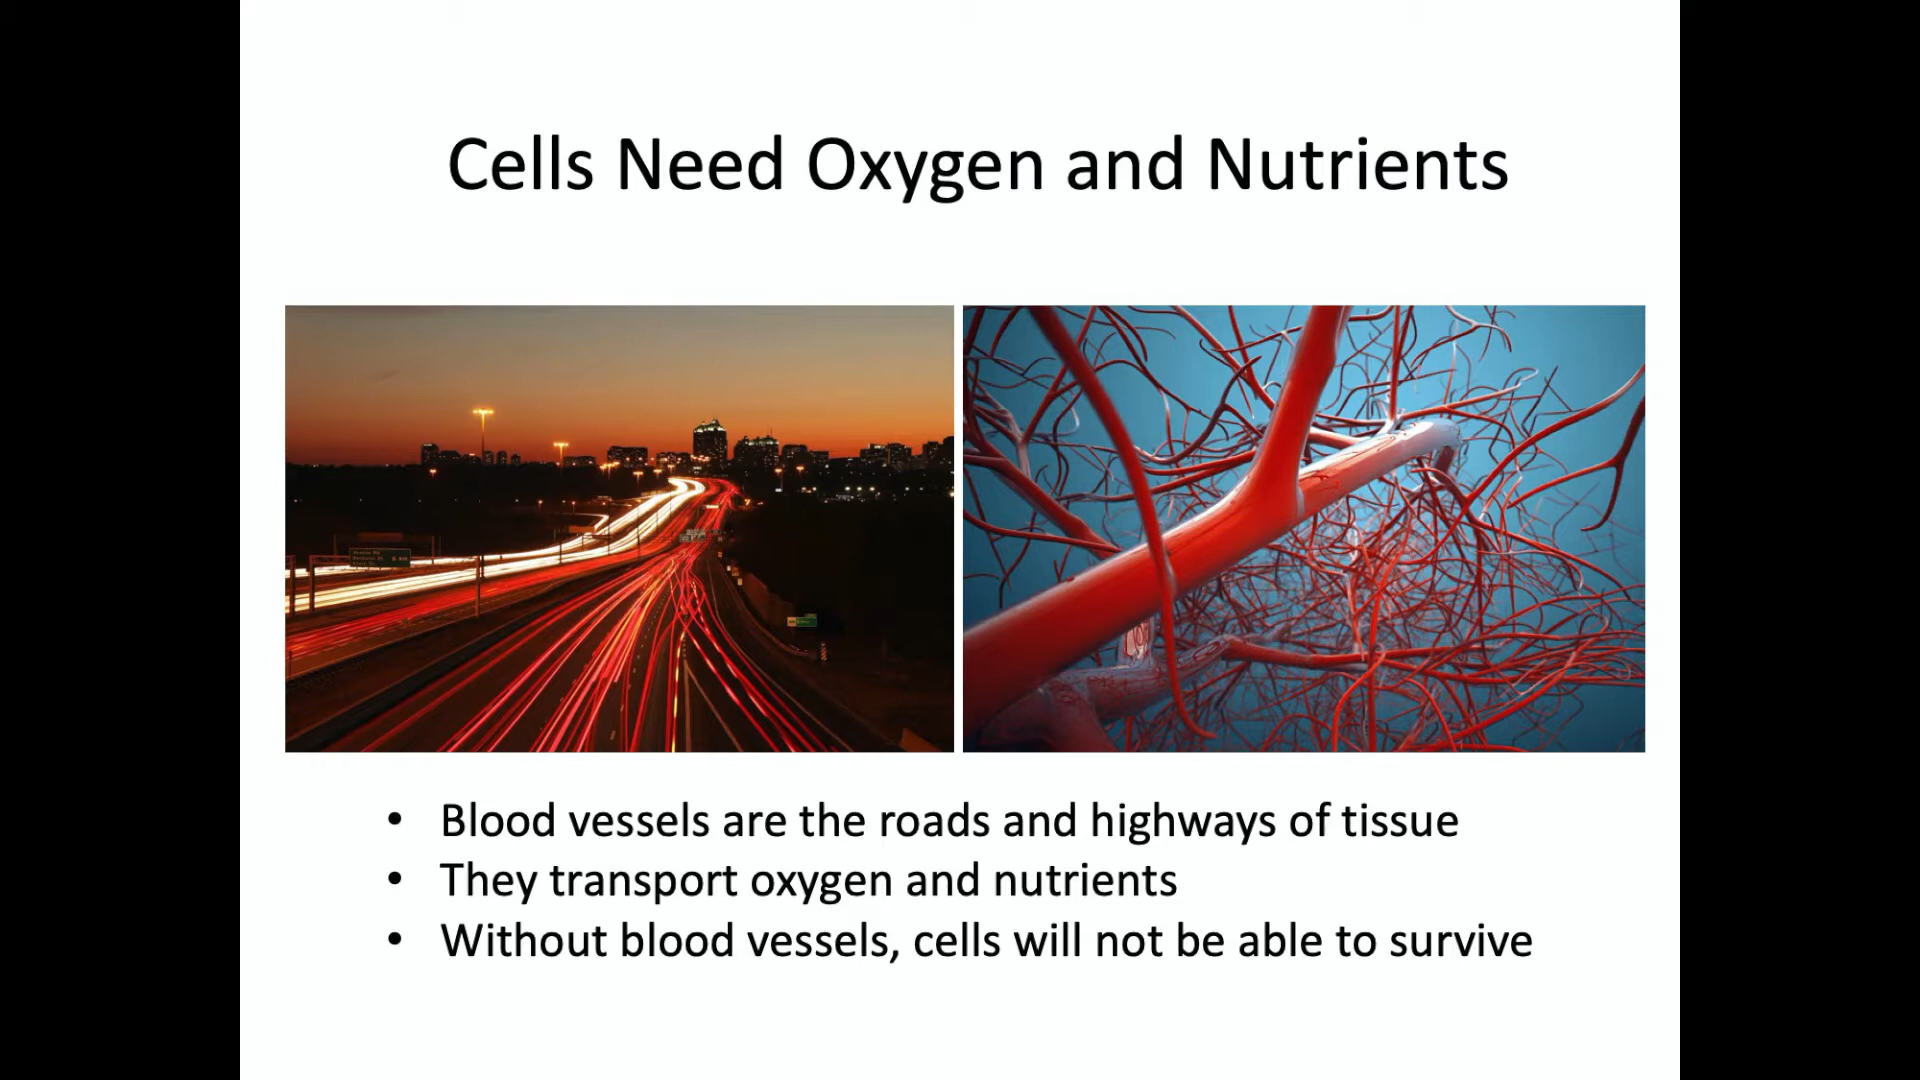 Cells Need Oxygen and Nutrients
• Blood vessels are the roads and highways of tissue
• They transport oxygen and nutrients
• Without blood vessels, cells will not be able to survive